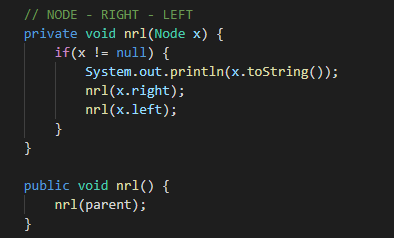 // NODE - RIGHT - LEFT
private void nrl(Node x) {
    if(x != null) {
        System.out.println(x.toString());
        nrl(x.right);
        nrl(x.left);
    }
}

public void nrl() {
    nrl(parent);
}